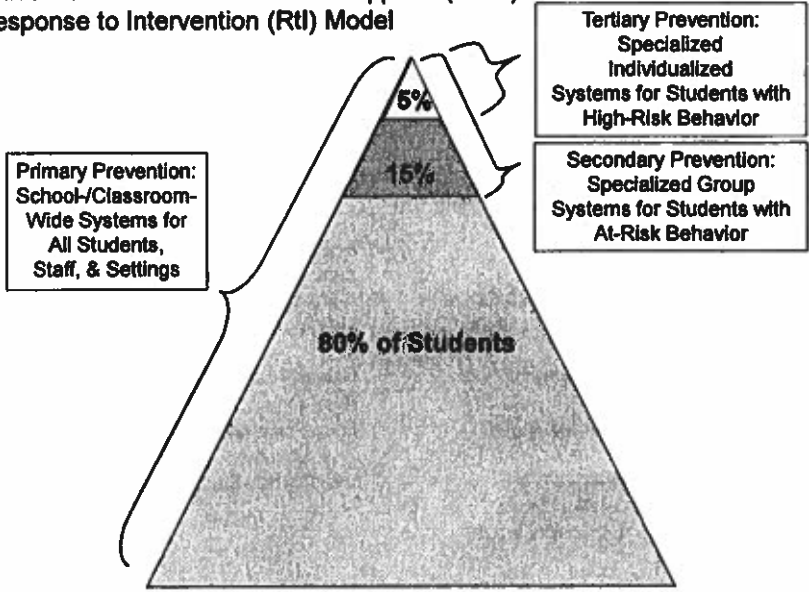 Response to Intervention (RtI) Model
Tertiary Prevention:
Specialized
Individualized
Systems for Students with
High-Risk Behavior
5%
Primary Prevention:
School-/Classroom-
Wide Systems for
All Students,
Staff, & Settings
15%
Secondary Prevention:
Specialized Group
Systems for Students with
At-Risk Behavior
80% of Students